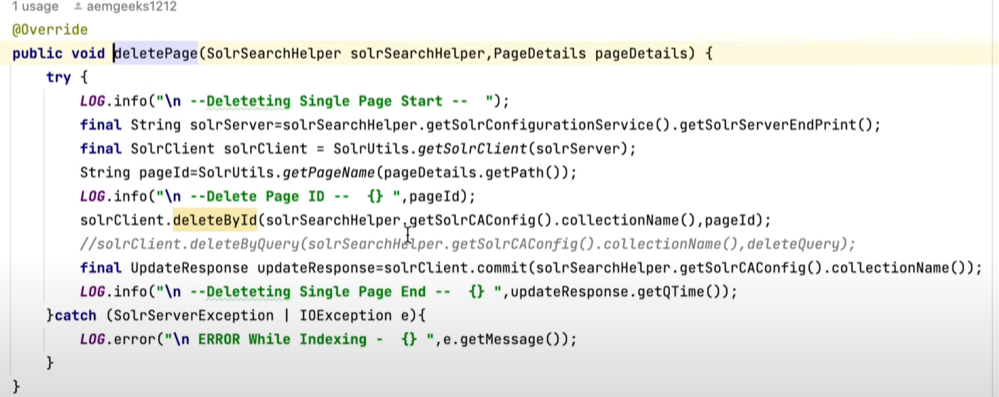 1 usage aemgeeks1212
@Override
public void deletePage(SolrSearchHelper solrSearchHelper,PageDetails pageDetails) {
try {
LOG.info("\n --Deleteting Single Page Start --  ");
final String solrServer=solrSearchHelper.getSolrConfigurationService().getSolrServerEndPrint();
final SolrClient solrClient = SolrUtils.getSolrClient(solrServer);
String pageId=SolrUtils.getPageName(pageDetails.getPath());
LOG.info("\n --Delete Page ID --  {} ",pageId);
solrClient.deleteById(solrSearchHelper.getSolrCAConfig().collectionName(),pageId);
//solrClient.deleteByQuery(solrSearchHelper.getSolrCAConfig().collectionName(),deleteQuery);
final UpdateResponse updateResponse=solrClient.commit(solrSearchHelper.getSolrCAConfig().collectionName());
LOG.info("\n --Deleteting Single Page End --  {} ",updateResponse.getQTime());
}catch (SolrServerException | IOException e){
LOG.error("\n ERROR While Indexing -  {} ",e.getMessage());
}
}